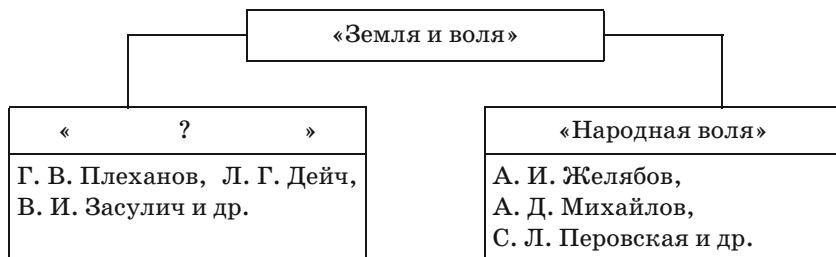 «Земля и воля»
« ? »
Г. В. Плеханов, Л. Г. Дейч,
В. И. Засулич и др.
«Народная воля»
А. И. Желябов,
А. Д. Михайлов,
С. Л. Перовская и др.